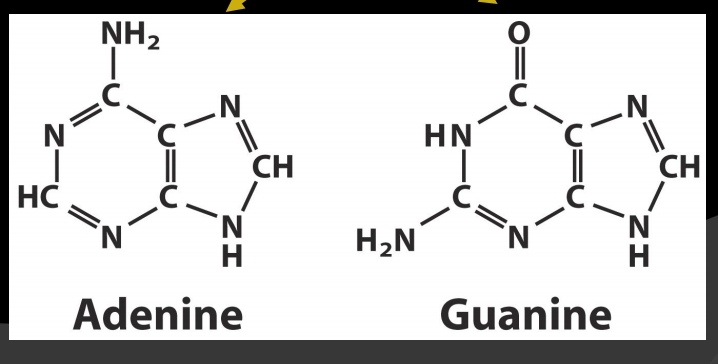 NH₂ O
C N C N
N C HN C
CH CH
HC C C C
N N H₂N N N
H H
Adenine Guanine